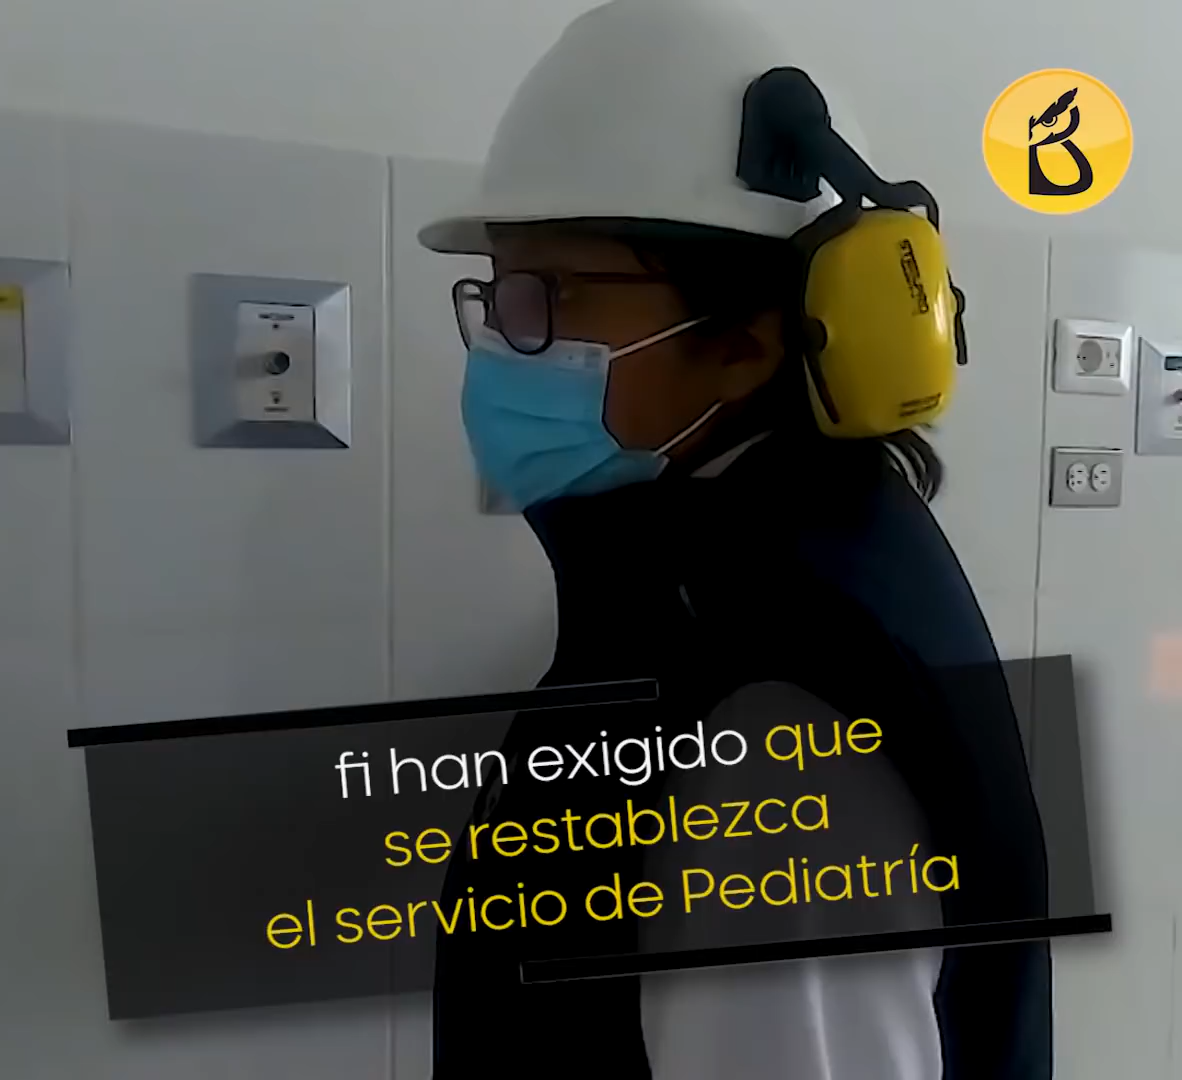 fi han exigido que
se restablezca
el servicio de Pediatría